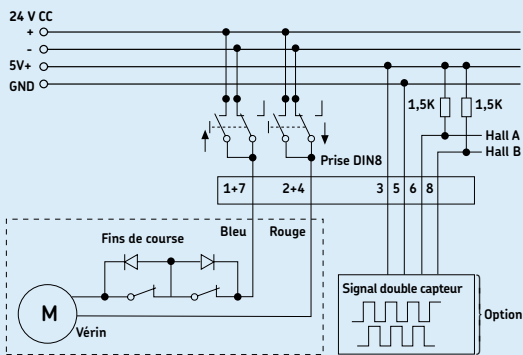 24 V CC
+
-
5V+
GND
1,5K
1,5K
Hall A
Hall B
Prise DIN8
1+7
2+4
3
5
6
8
Bleu
Rouge
Fins de course
M
Vérin
Signal double capteur
Option